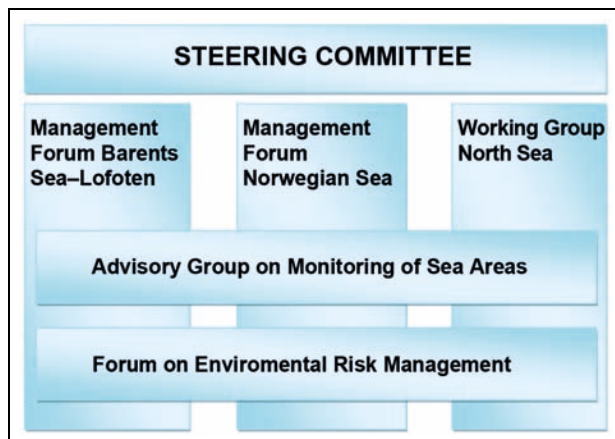 STEERING COMMITTEE
Management
Forum Barents
Sea–Lofoten
Management
Forum
Norwegian Sea
Working Group
North Sea
Advisory Group on Monitoring of Sea Areas
Forum on Enviromental Risk Management